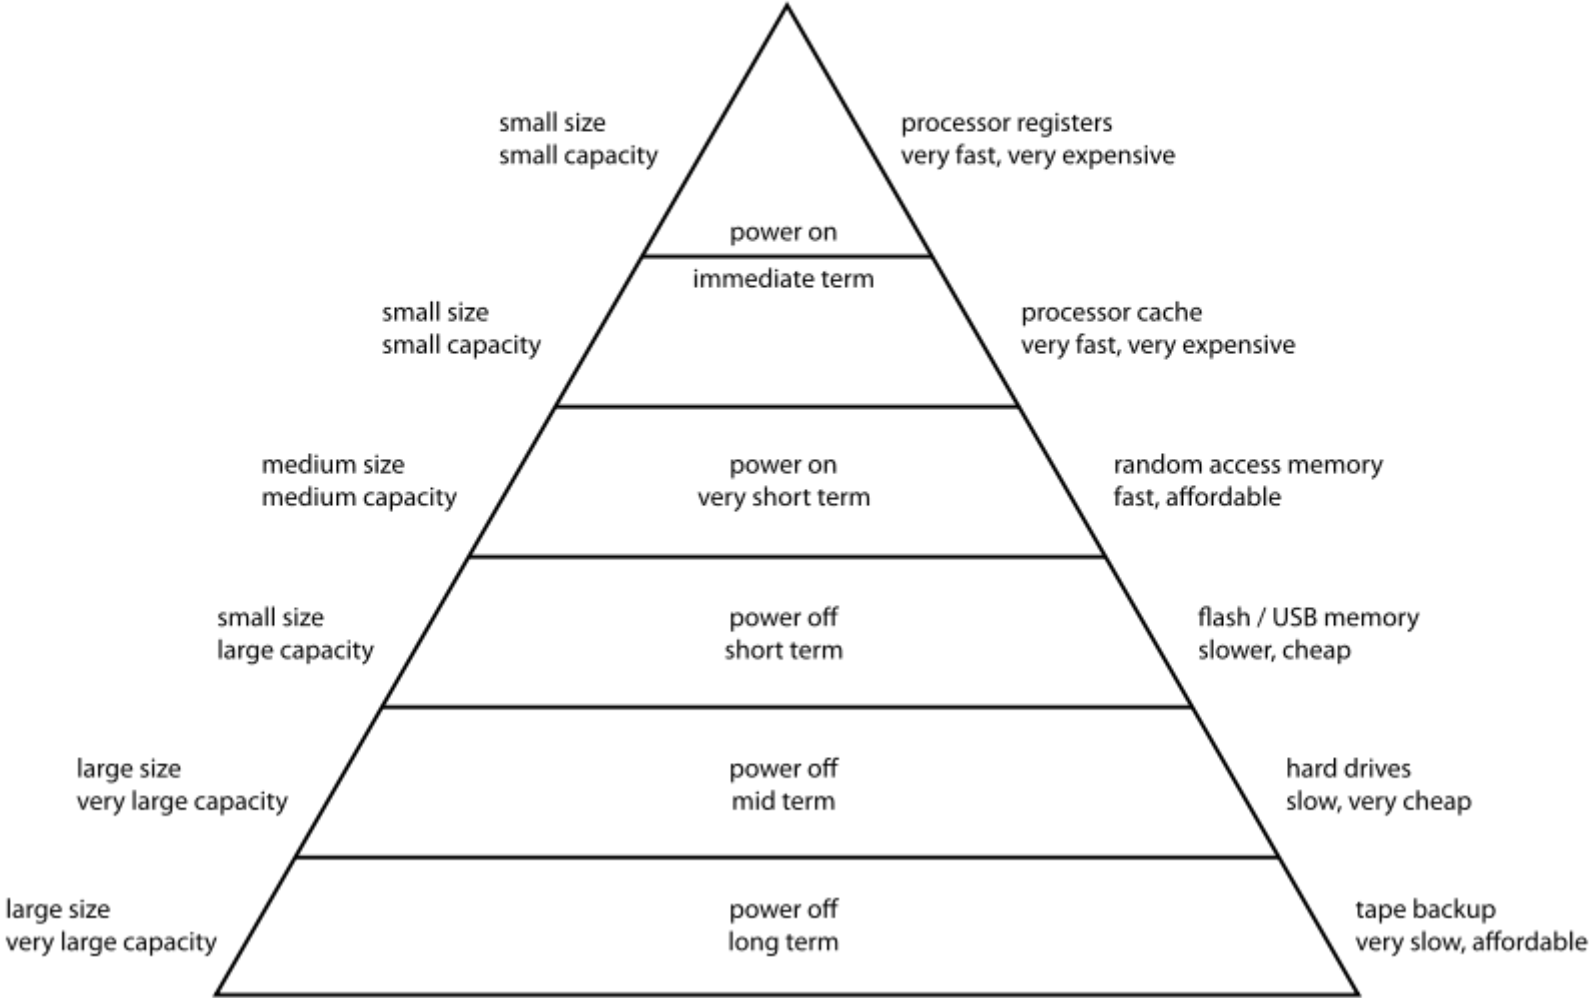 small size
small capacity
processor registers
very fast, very expensive
power on
immediate term
small size
small capacity
processor cache
very fast, very expensive
medium size
medium capacity
power on
very short term
random access memory
fast, affordable
small size
large capacity
power off
short term
flash / USB memory
slower, cheap
large size
very large capacity
power off
mid term
hard drives
slow, very cheap
large size
very large capacity
power off
long term
tape backup
very slow, affordable